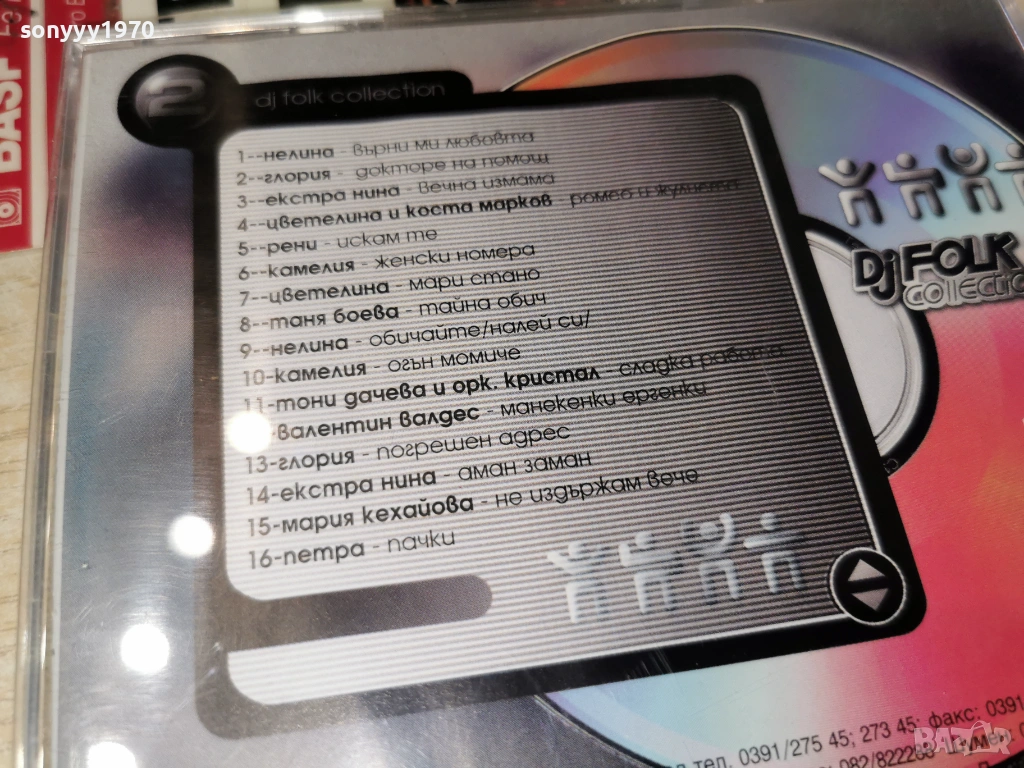 sonyyy1970
BASF
2
dj folk collection
1--нелина - върни ми любовта
2--глория - докторе на помощ
3--екстра нина - вечна измама
4--цветелина и коста марков - ромео и жулиета
5--рени - искам те
6--камелия - женски номера
7--цветелина - мари стано
8--таня боева - тайна обич
9--нелина - обичайте/налей си/
10-камелия - огън момиче
11-тони дачева и орк. кристал - сладка работа
-валентин валдес - манекенки ергенки
13-глория - погрешен адрес
14-екстра нина - аман заман
15-мария кехайова - не издържам вече
16-петра - пачки
Dj FOLK
collectio
тел. 0391/275 45; 273 45; факс: 0391
082/822268
BAZAR